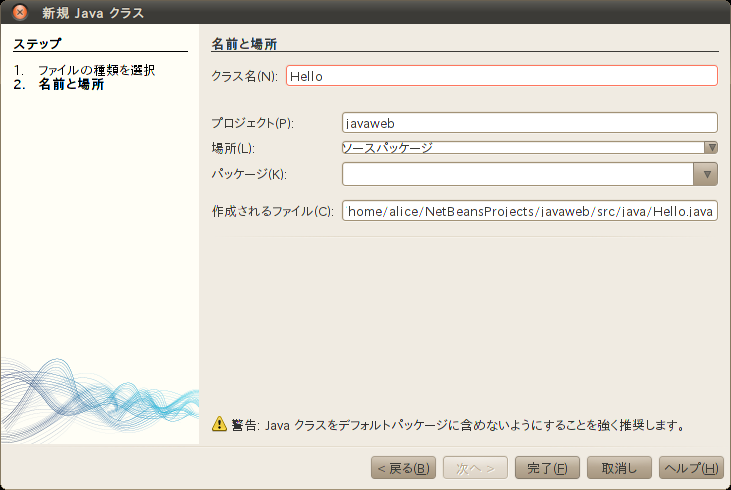 新規 Java クラス
ステップ
1. ファイルの種類を選択
2. 名前と場所
名前と場所
クラス名(N): Hello
プロジェクト(P): javaweb
場所(L): ソースパッケージ
パッケージ(K):
作成されるファイル(C): home/alice/NetBeansProjects/javaweb/src/java/Hello.java
警告: Java クラスをデフォルトパッケージに含めないようにすることを強く推奨します。
< 戻る(B) 次へ > 完了(F) 取消し ヘルプ(H)